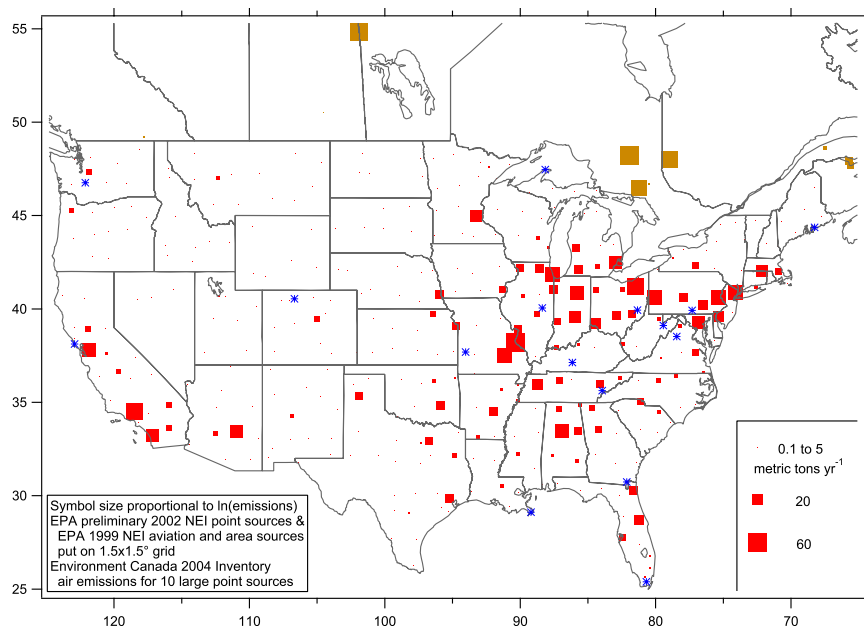 55
50
45
40
35
30
25
0.1 to 5
metric tons yr⁻¹
20
60
Symbol size proportional to ln(emissions)
EPA preliminary 2002 NEI point sources &
EPA 1999 NEI aviation and area sources
put on 1.5x1.5° grid
Environment Canada 2004 Inventory
air emissions for 10 large point sources
120
110
100
90
80
70